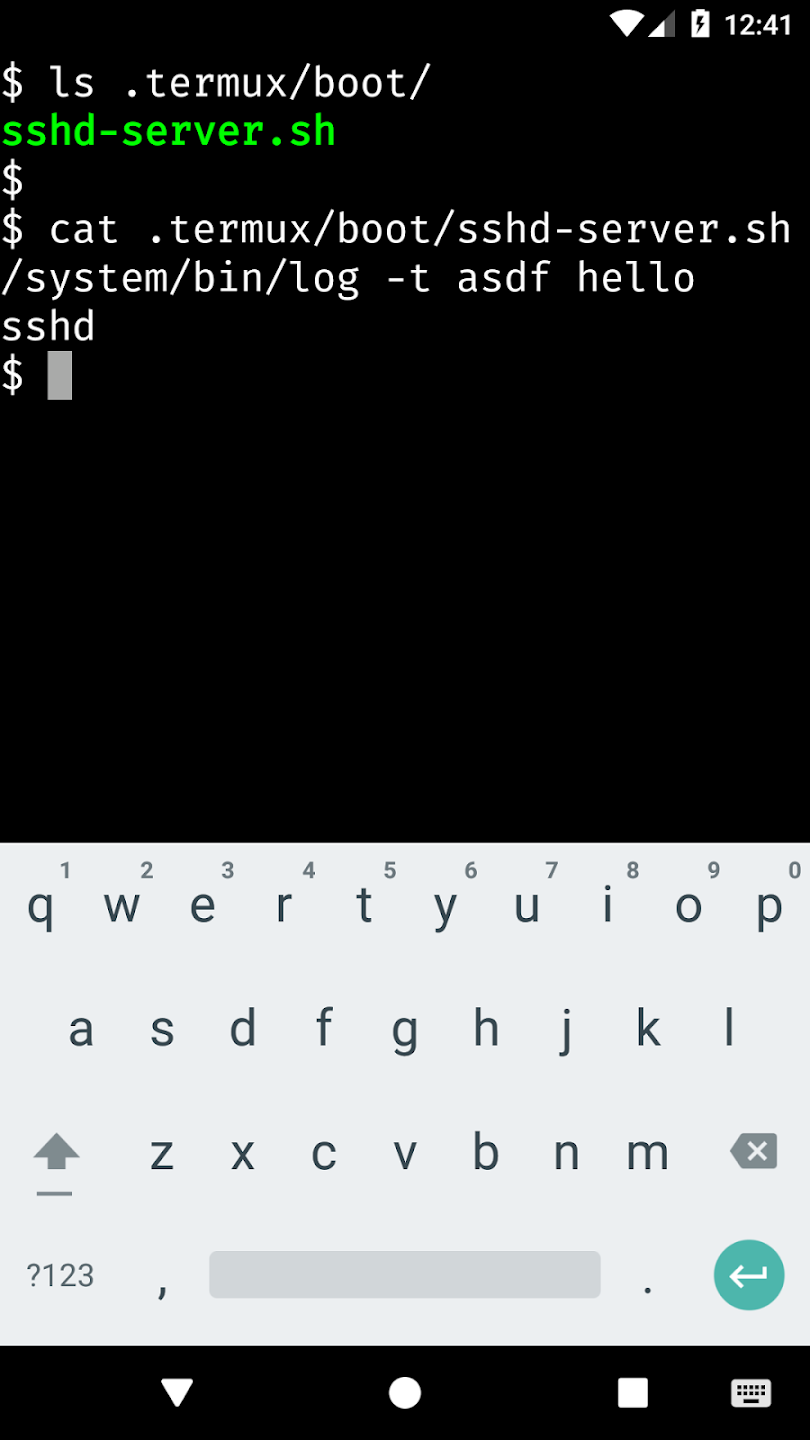 12:41
$ ls .termux/boot/
sshd-server.sh
$
$ cat .termux/boot/sshd-server.sh
/system/bin/log -t asdf hello
sshd
$
1 2 3 4 5 6 7 8 9 0
q w e r t y u i o p
a s d f g h j k l
z x c v b n m
?123 , .